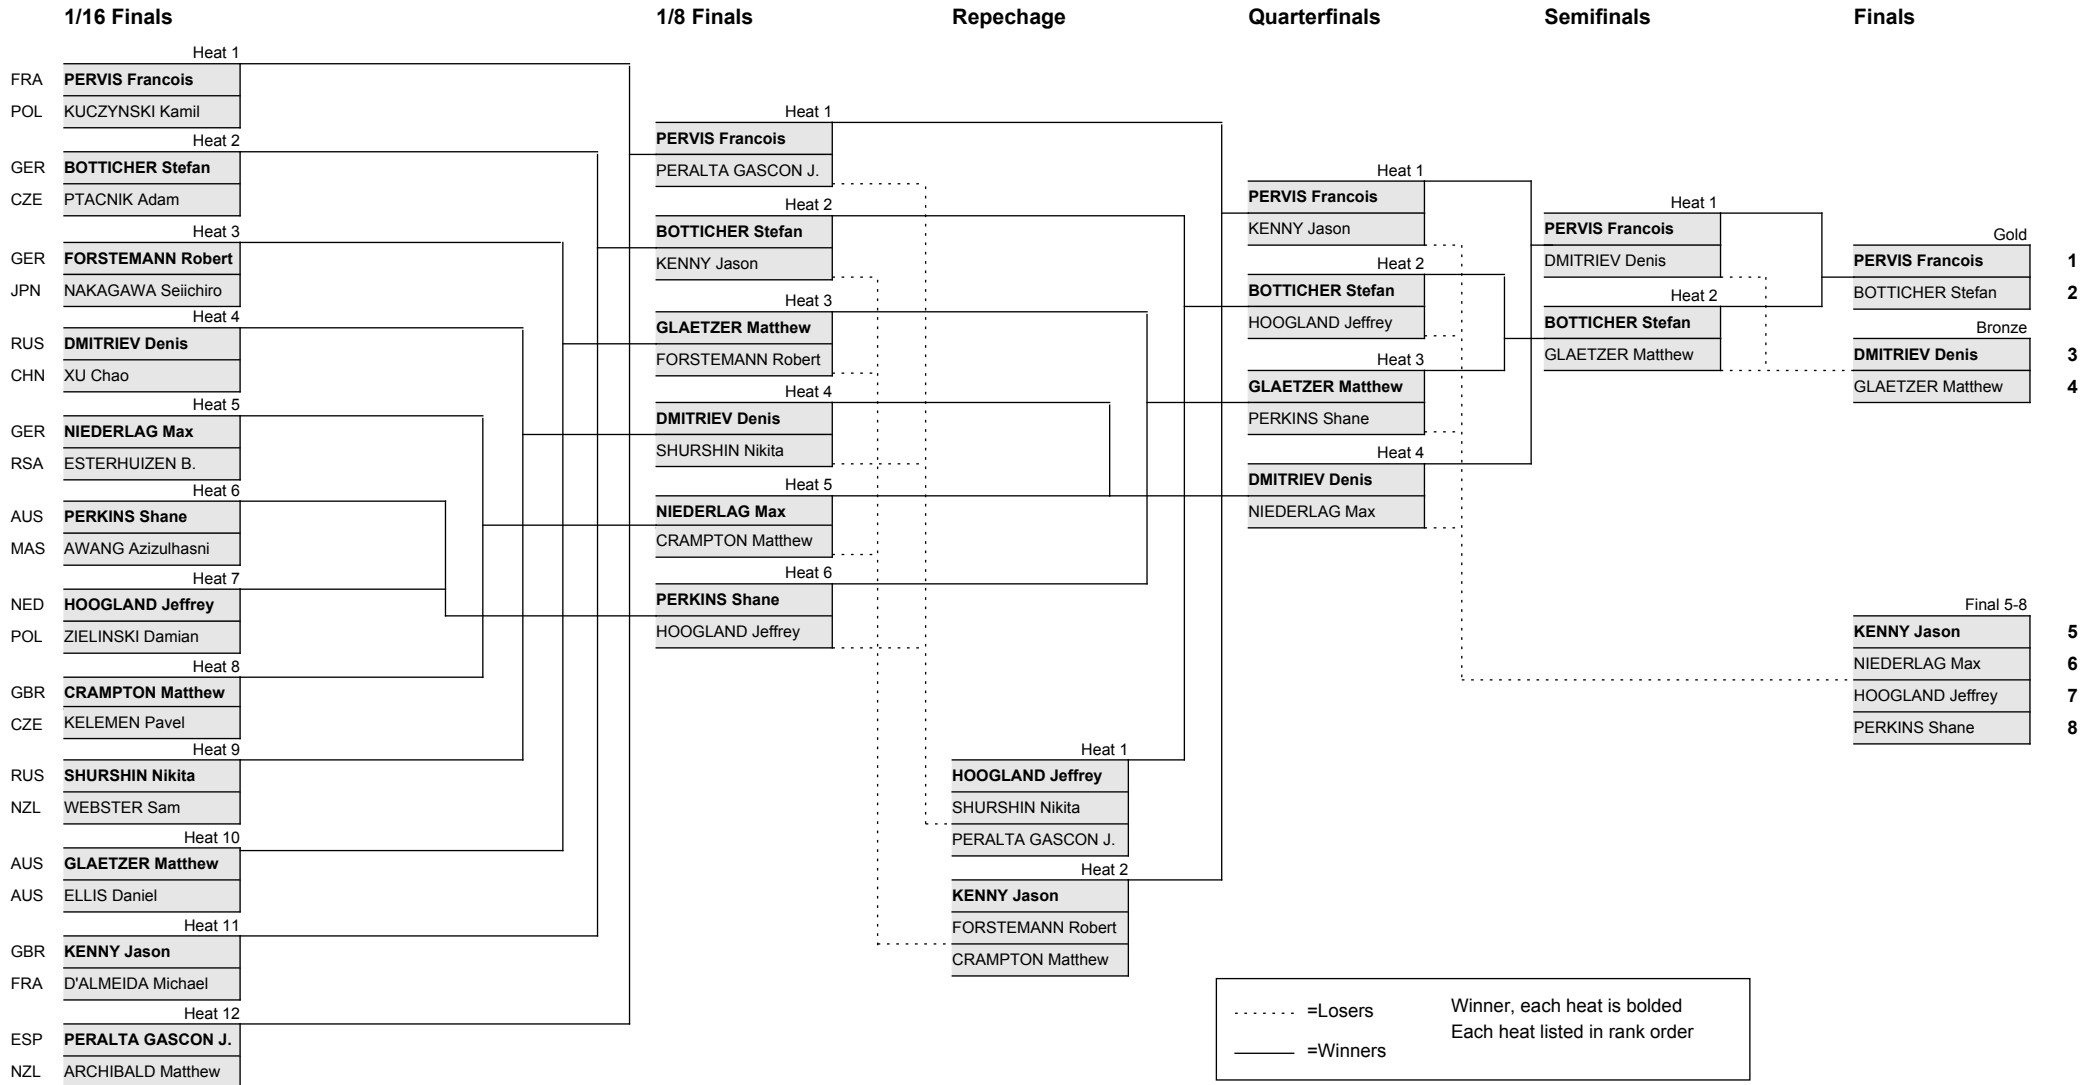 1/16 Finals
1/8 Finals
Repechage
Quarterfinals
Semifinals
Finals
Heat 1
FRA PERVIS Francois
POL KUCZYNSKI Kamil
Heat 2
GER BOTTICHER Stefan
CZE PTACNIK Adam
Heat 3
GER FORSTEMANN Robert
JPN NAKAGAWA Seiichiro
Heat 4
RUS DMITRIEV Denis
CHN XU Chao
Heat 5
GER NIEDERLAG Max
RSA ESTERHUIZEN B.
Heat 6
AUS PERKINS Shane
MAS AWANG Azizulhasni
Heat 7
NED HOOGLAND Jeffrey
POL ZIELINSKI Damian
Heat 8
GBR CRAMPTON Matthew
CZE KELEMEN Pavel
Heat 9
RUS SHURSHIN Nikita
NZL WEBSTER Sam
Heat 10
AUS GLAETZER Matthew
AUS ELLIS Daniel
Heat 11
GBR KENNY Jason
FRA D'ALMEIDA Michael
Heat 12
ESP PERALTA GASCON J.
NZL ARCHIBALD Matthew
Heat 1
PERVIS Francois
PERALTA GASCON J.
Heat 2
BOTTICHER Stefan
KENNY Jason
Heat 3
GLAETZER Matthew
FORSTEMANN Robert
Heat 4
DMITRIEV Denis
SHURSHIN Nikita
Heat 5
NIEDERLAG Max
CRAMPTON Matthew
Heat 6
PERKINS Shane
HOOGLAND Jeffrey
Heat 1
HOOGLAND Jeffrey
SHURSHIN Nikita
PERALTA GASCON J.
Heat 2
KENNY Jason
FORSTEMANN Robert
CRAMPTON Matthew
Heat 1
PERVIS Francois
KENNY Jason
Heat 2
BOTTICHER Stefan
HOOGLAND Jeffrey
Heat 3
GLAETZER Matthew
PERKINS Shane
Heat 4
DMITRIEV Denis
NIEDERLAG Max
Heat 1
PERVIS Francois
DMITRIEV Denis
Heat 2
BOTTICHER Stefan
GLAETZER Matthew
Gold
PERVIS Francois 1
BOTTICHER Stefan 2
Bronze
DMITRIEV Denis 3
GLAETZER Matthew 4
Final 5-8
KENNY Jason 5
NIEDERLAG Max 6
HOOGLAND Jeffrey 7
PERKINS Shane 8
=Losers
=Winners
Winner, each heat is bolded
Each heat listed in rank order